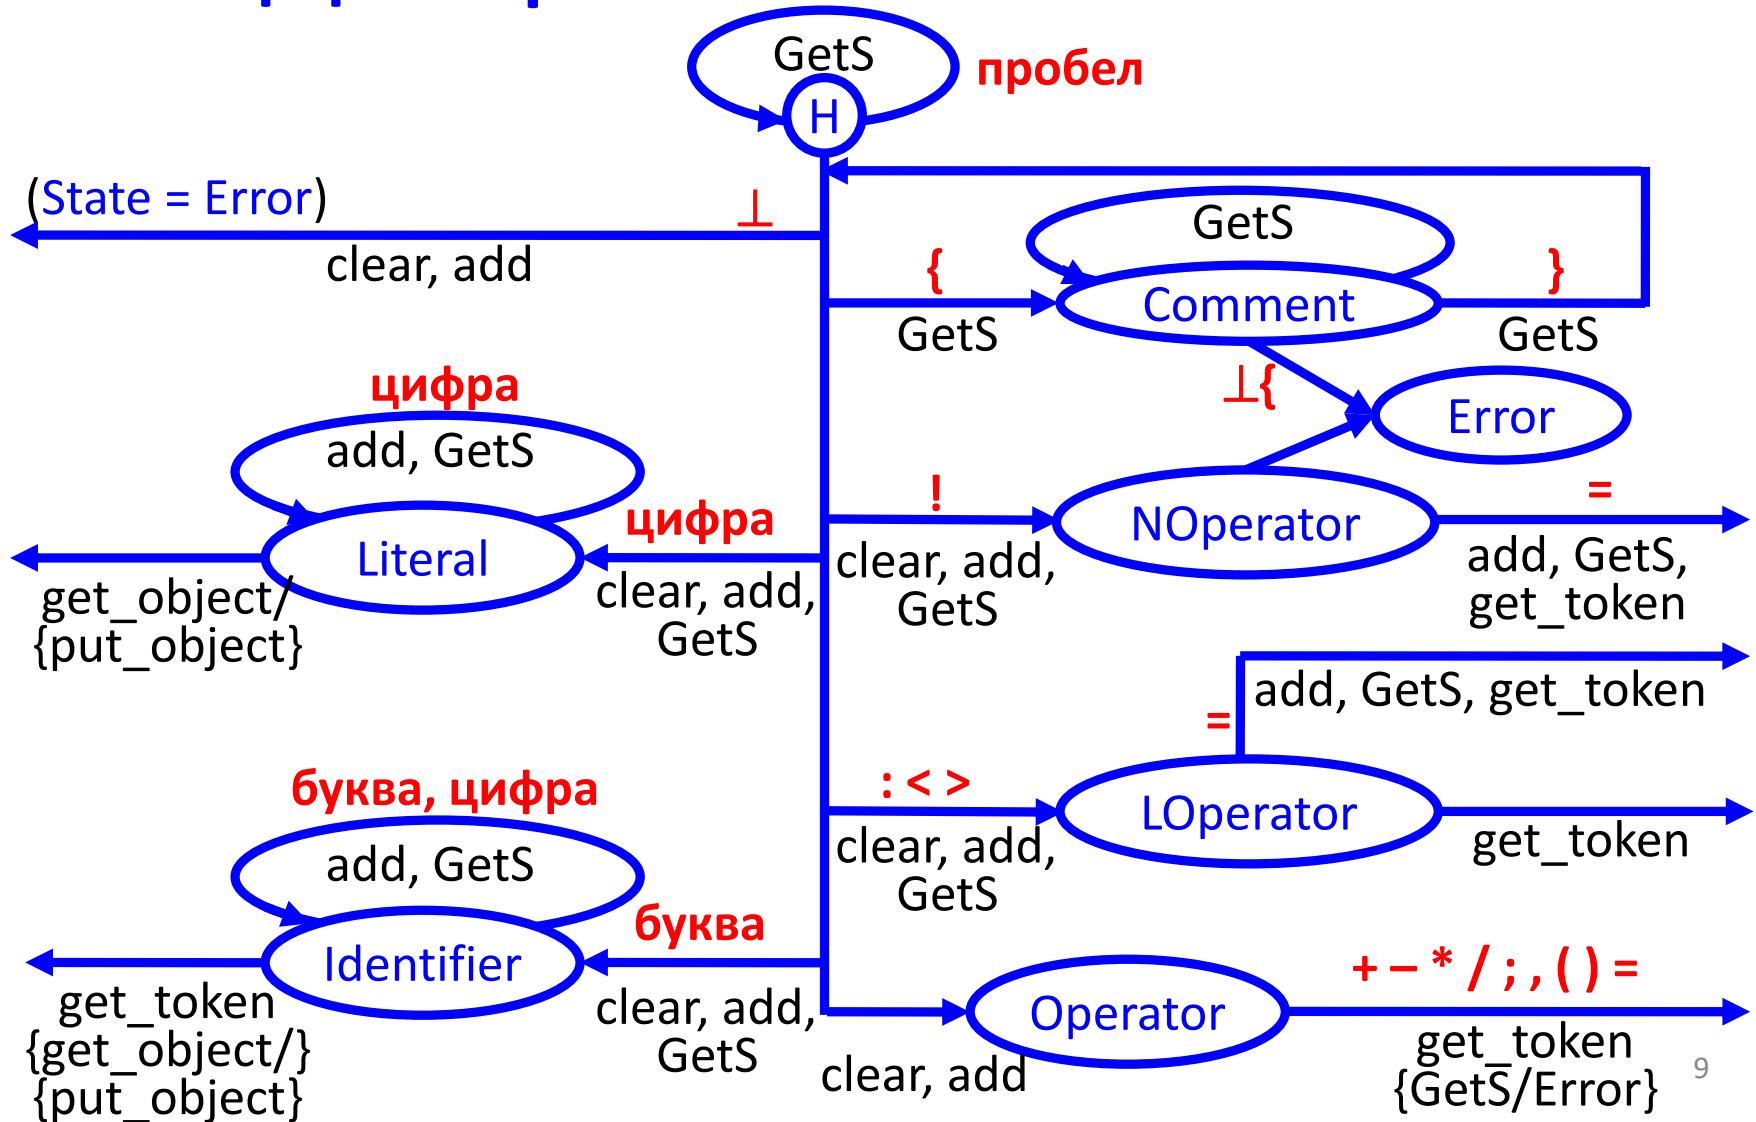 GetS
пробел
H
(State = Error)
⊥
clear, add
GetS
{
Comment
}
GetS
GetS
⊥{
Error
цифра
add, GetS
Literal
цифра
clear, add,
GetS
get_object/
{put_object}
!
clear, add,
GetS
NOperator
=
add, GetS,
get_token
=
add, GetS, get_token
: < >
clear, add,
GetS
LOperator
get_token
буква, цифра
add, GetS
Identifier
буква
clear, add,
GetS
get_token
{get_object/}
{put_object}
clear, add
Operator
+ – * / ; , ( ) =
get_token
{GetS/Error}
9